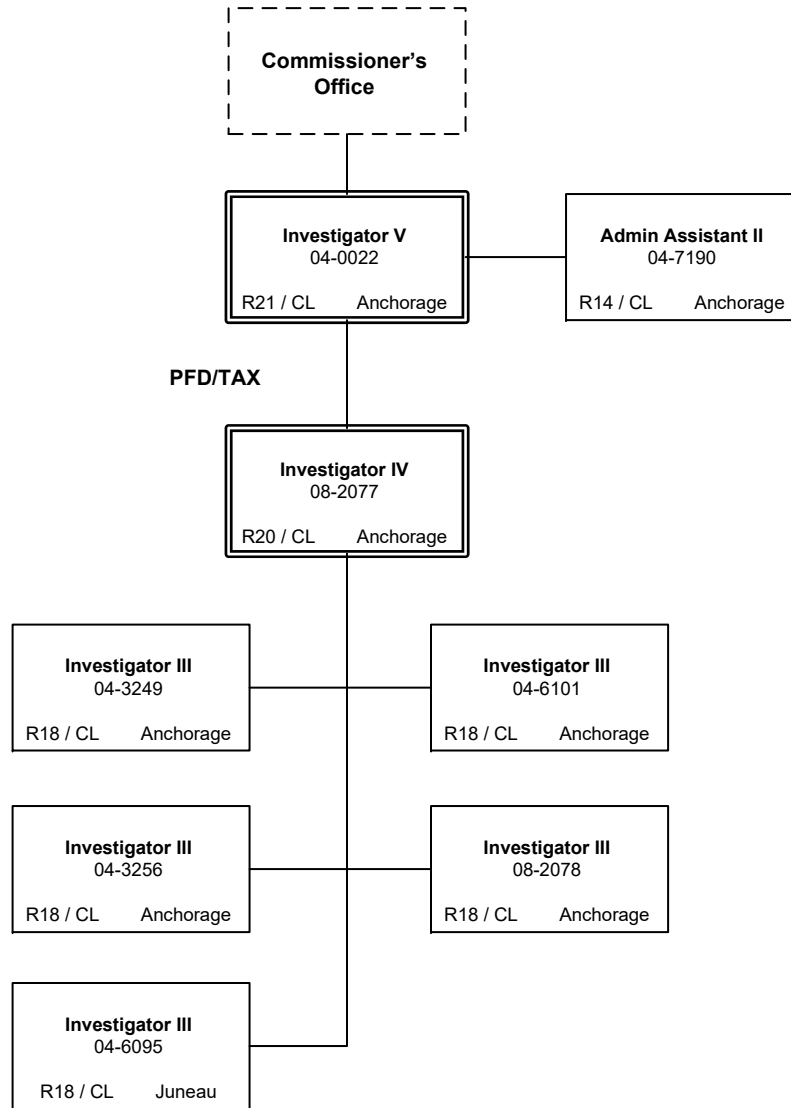 Commissioner’s
Office
Investigator V
04-0022
R21 / CL Anchorage
Admin Assistant II
04-7190
R14 / CL Anchorage
PFD/TAX
Investigator IV
08-2077
R20 / CL Anchorage
Investigator III
04-3249
R18 / CL Anchorage
Investigator III
04-6101
R18 / CL Anchorage
Investigator III
04-3256
R18 / CL Anchorage
Investigator III
08-2078
R18 / CL Anchorage
Investigator III
04-6095
R18 / CL Juneau